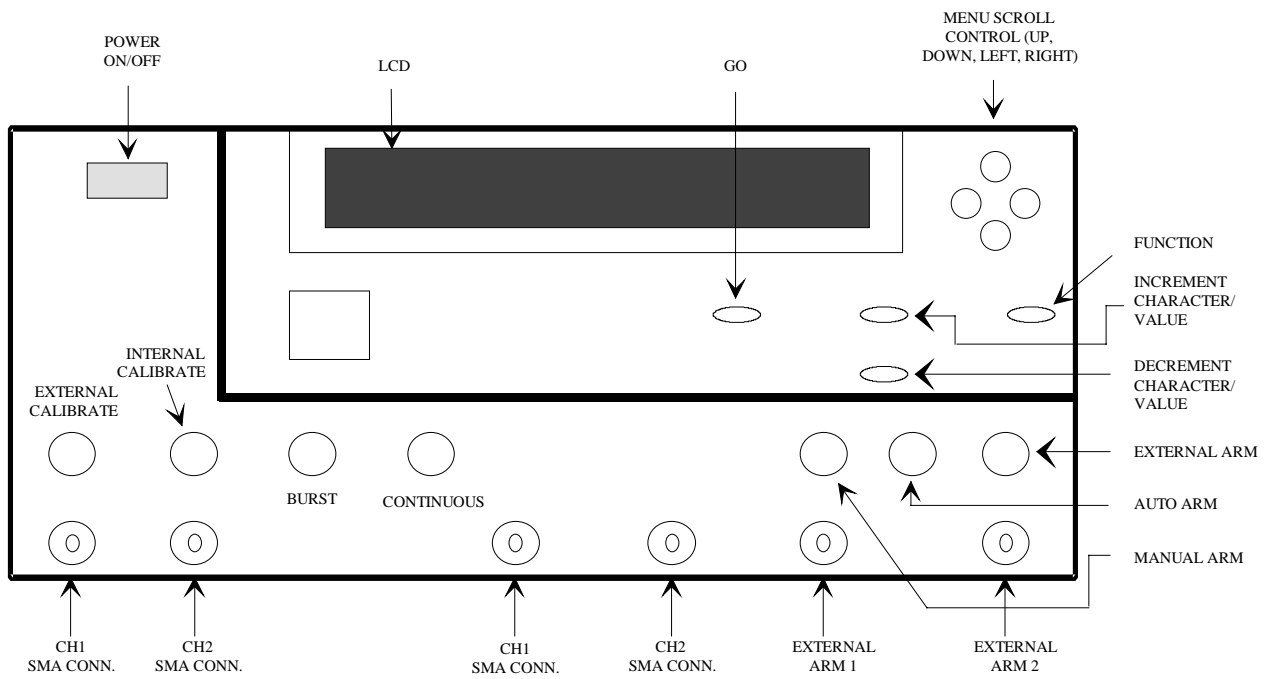 MENU SCROLL
CONTROL (UP,
DOWN, LEFT, RIGHT)
POWER
ON/OFF
LCD
GO
FUNCTION
INCREMENT
CHARACTER/
VALUE
INTERNAL
CALIBRATE
DECREMENT
CHARACTER/
VALUE
EXTERNAL
CALIBRATE
EXTERNAL ARM
BURST
CONTINUOUS
AUTO ARM
MANUAL ARM
CH1
SMA CONN.
CH2
SMA CONN.
CH1
SMA CONN.
CH2
SMA CONN.
EXTERNAL
ARM 1
EXTERNAL
ARM 2